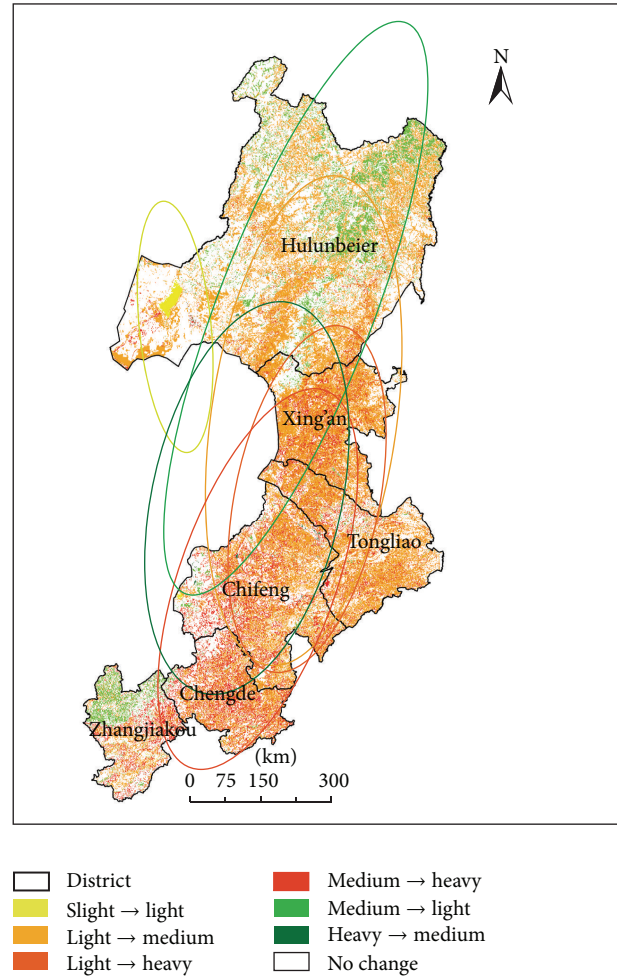 N
Hulunbeier
Xing'an
Tongliao
Chifeng
Chengde
Zhangjiakou
(km)
0 75 150 300
District
Slight → light
Light → medium
Light → heavy
Medium → heavy
Medium → light
Heavy → medium
No change